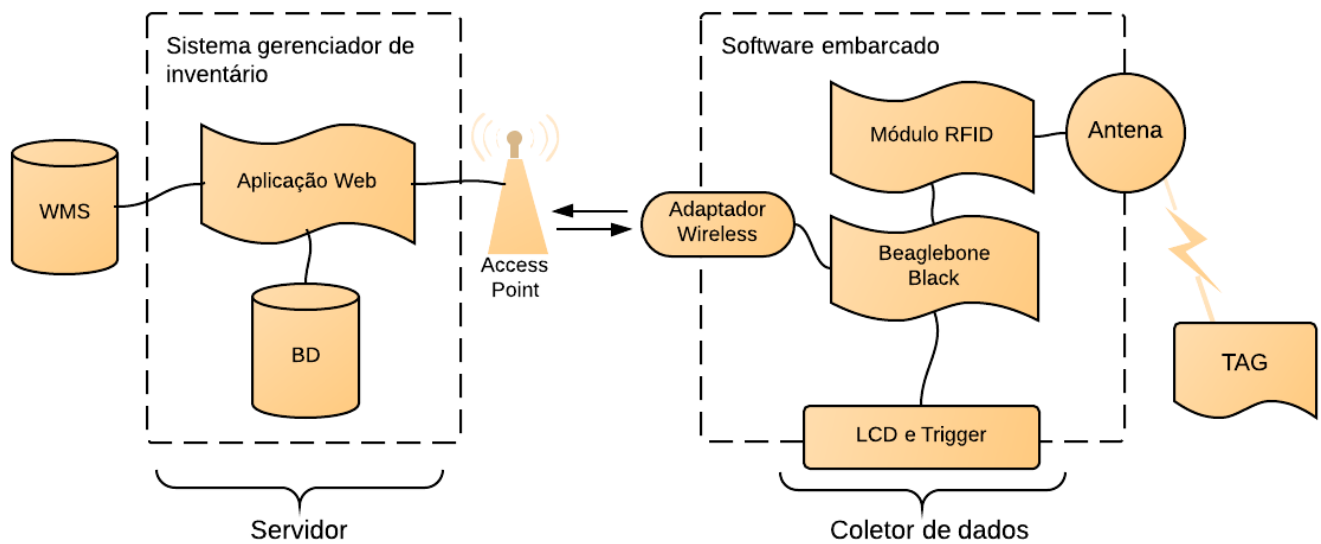 Sistema gerenciador de
inventário
WMS
Aplicação Web
BD
Access
Point
Servidor
Software embarcado
Módulo RFID
Antena
Adaptador
Wireless
Beaglebone
Black
TAG
LCD e Trigger
Coletor de dados